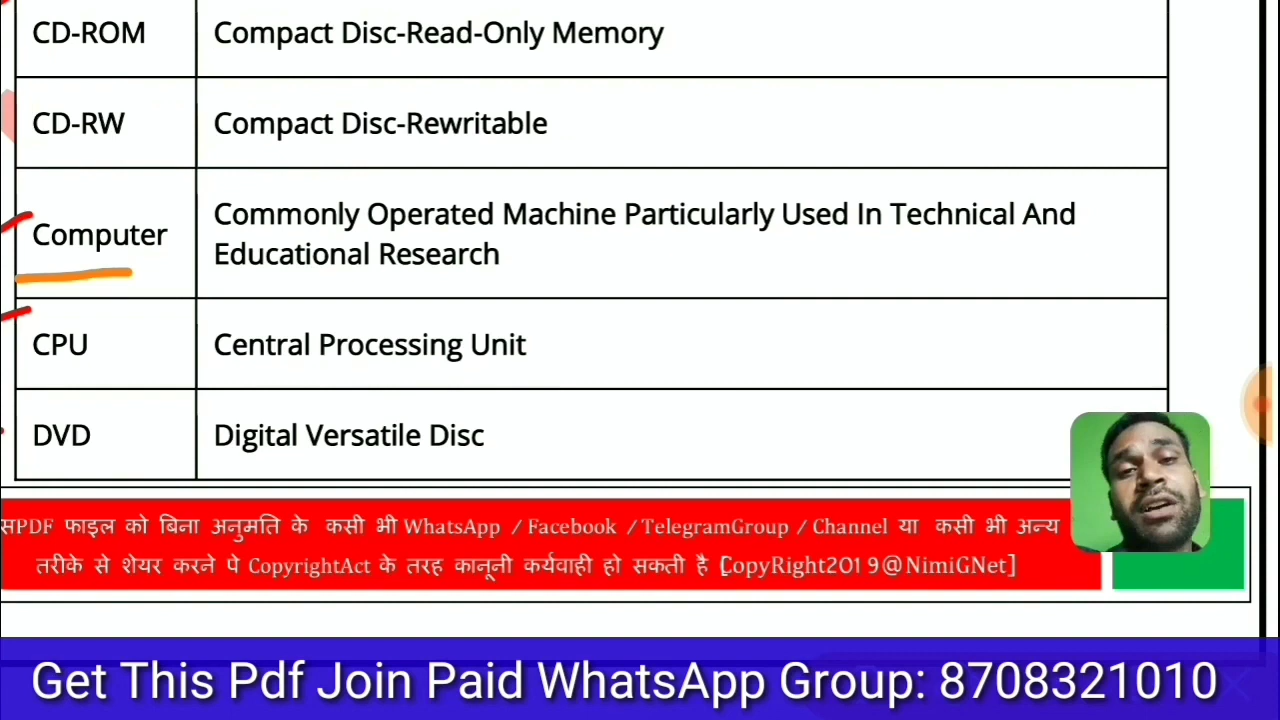 CD-ROM Compact Disc-Read-Only Memory
CD-RW Compact Disc-Rewritable
Computer Commonly Operated Machine Particularly Used In Technical And
Educational Research
CPU Central Processing Unit
DVD Digital Versatile Disc
सPDF फाइल को बिना अनुमति के कसी भी WhatsApp / Facebook / TelegramGroup / Channel या कसी भी अन्य
तरीके से शेयर करने पे CopyrightAct के तरह कानूनी कर्यवाही हो सकती है [CopyRight2019@NimiGNet]
Get This Pdf Join Paid WhatsApp Group: 8708321010